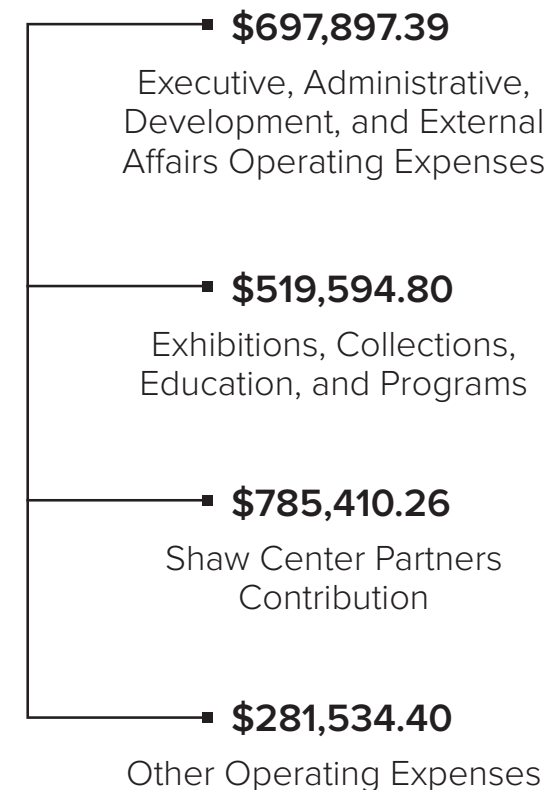 $697,897.39
Executive, Administrative,
Development, and External
Affairs Operating Expenses
$519,594.80
Exhibitions, Collections,
Education, and Programs
$785,410.26
Shaw Center Partners
Contribution
$281,534.40
Other Operating Expenses